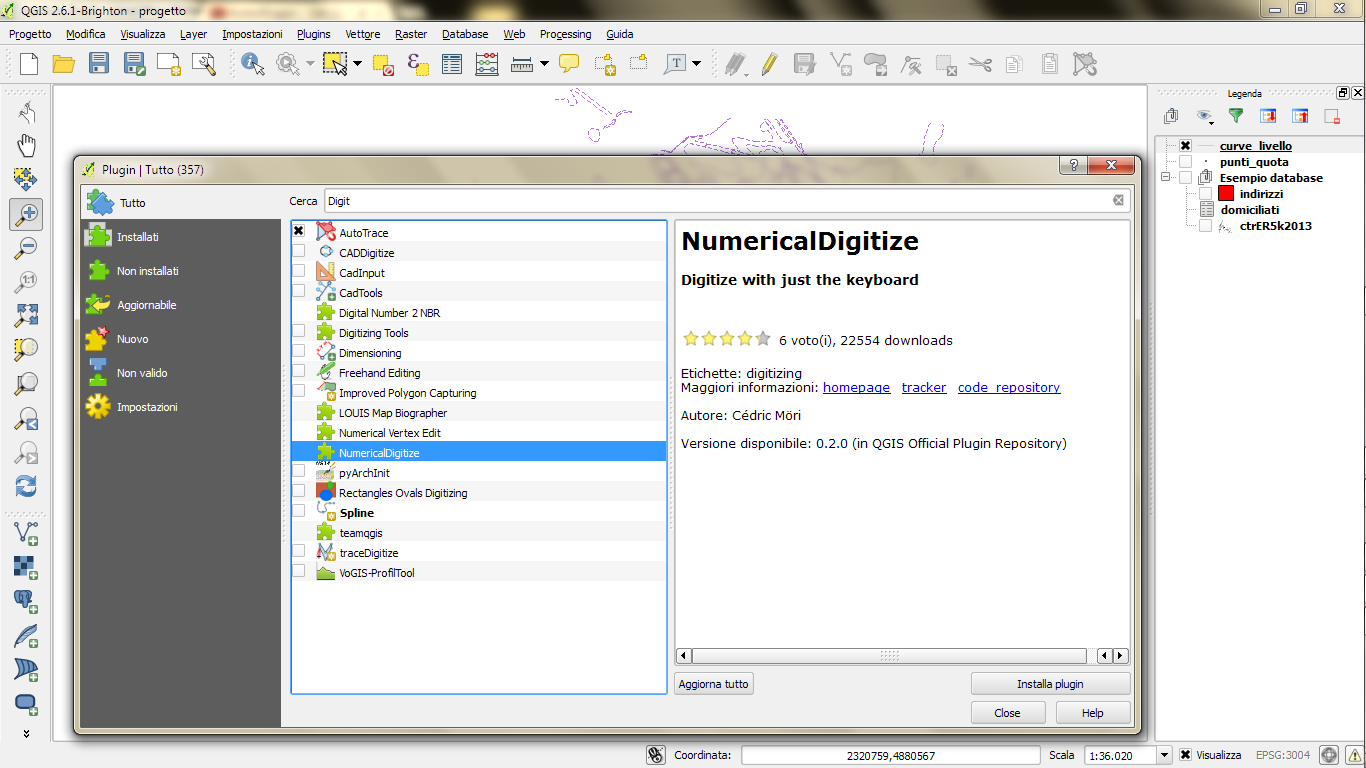 QGIS 2.6.1-Brighton - progetto
Progetto Modifica Visualizza Layer Impostazioni Plugins Vettore Raster Database Web Processing Guida
Legenda
curve_livello
punti_quota
Esempio database
indirizzi
domiciliati
ctrER5k2013
Plugin | Tutto (357)
Tutto
Installati
Non installati
Aggiornabile
Nuovo
Non valido
Impostazioni
Cerca Digit
AutoTrace
CADDigitize
CadInput
CadTools
Digital Number 2 NBR
Digitizing Tools
Dimensioning
Freehand Editing
Improved Polygon Capturing
LOUIS Map Biographer
Numerical Vertex Edit
NumericalDigitize
pyArchInit
Rectangles Ovals Digitizing
Spline
teamqgis
traceDigitize
VoGIS-ProfilTool
NumericalDigitize
Digitize with just the keyboard
6 voto(i), 22554 downloads
Etichette: digitizing
Maggiori informazioni: homepage tracker code_repository
Autore: Cédric Möri
Versione disponibile: 0.2.0 (in QGIS Official Plugin Repository)
Aggiorna tutto Installa plugin
Close Help
Coordinata: 2320759,4880567 Scala 1:36.020 Visualizza EPSG:3004